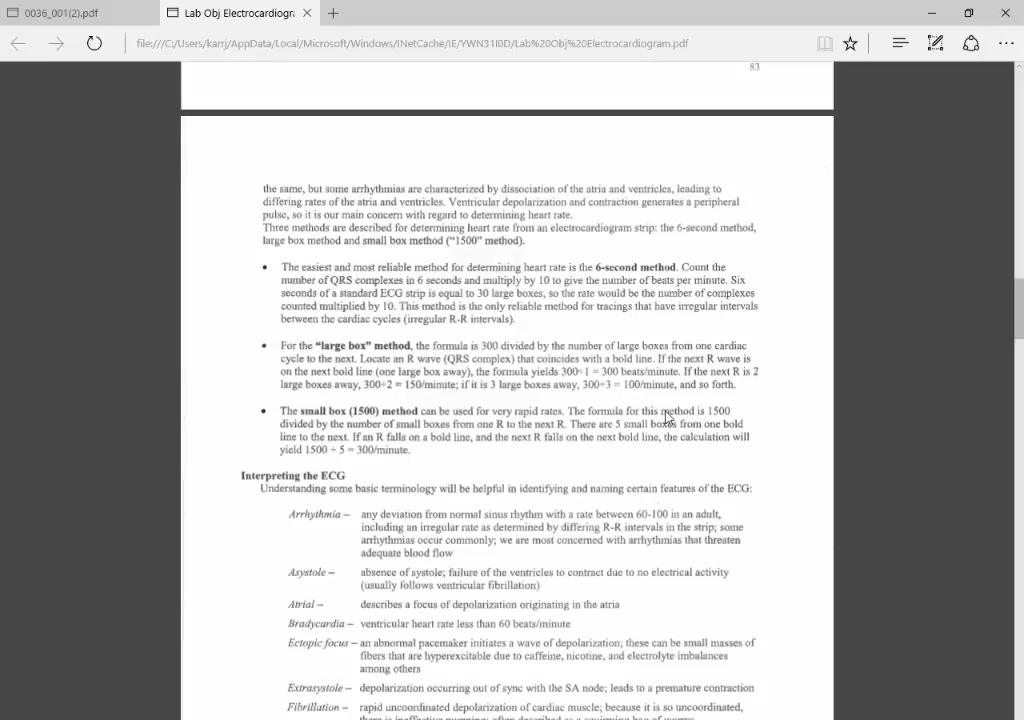 0036_001(2).pdf
Lab Obj Electrocardiogra
file:///C:/Users/karrj/AppData/Local/Microsoft/Windows/INetCache/IE/YWN31I0D/Lab%20Obj%20Electrocardiogram.pdf
83
the same, but some arrhythmias are characterized by dissociation of the atria and ventricles, leading to
differing rates of the atria and ventricles. Ventricular depolarization and contraction generates a peripheral
pulse, so it is our main concern with regard to determining heart rate.
Three methods are described for determining heart rate from an electrocardiogram strip: the 6-second method,
large box method and small box method ("1500" method).
• The easiest and most reliable method for determining heart rate is the 6-second method. Count the
number of QRS complexes in 6 seconds and multiply by 10 to give the number of beats per minute. Six
seconds of a standard ECG strip is equal to 30 large boxes, so the rate would be the number of complexes
counted multiplied by 10. This method is the only reliable method for tracings that have irregular intervals
between the cardiac cycles (irregular R-R intervals).
• For the "large box" method, the formula is 300 divided by the number of large boxes from one cardiac
cycle to the next. Locate an R wave (QRS complex) that coincides with a bold line. If the next R wave is
on the next bold line (one large box away), the formula yields 300÷1 = 300 beats/minute. If the next R is 2
large boxes away, 300÷2 = 150/minute; if it is 3 large boxes away, 300÷3 = 100/minute, and so forth.
• The small box (1500) method can be used for very rapid rates. The formula for this method is 1500
divided by the number of small boxes from one R to the next R. There are 5 small boxes from one bold
line to the next. If an R falls on a bold line, and the next R falls on the next bold line, the calculation will
yield 1500 ÷ 5 = 300/minute.
Interpreting the ECG
Understanding some basic terminology will be helpful in identifying and naming certain features of the ECG:
Arrhythmia – any deviation from normal sinus rhythm with a rate between 60-100 in an adult,
including an irregular rate as determined by differing R-R intervals in the strip; some
arrhythmias occur commonly; we are most concerned with arrhythmias that threaten
adequate blood flow
Asystole – absence of systole; failure of the ventricles to contract due to no electrical activity
(usually follows ventricular fibrillation)
Atrial – describes a focus of depolarization originating in the atria
Bradycardia – ventricular heart rate less than 60 beats/minute
Ectopic focus – an abnormal pacemaker initiates a wave of depolarization; these can be small masses of
fibers that are hyperexcitable due to caffeine, nicotine, and electrolyte imbalances
among others
Extrasystole – depolarization occurring out of sync with the SA node; leads to a premature contraction
Fibrillation – rapid uncoordinated depolarization of cardiac muscle; because it is so uncoordinated,
there is ineffective pumping; often described as a squirming bag of worms